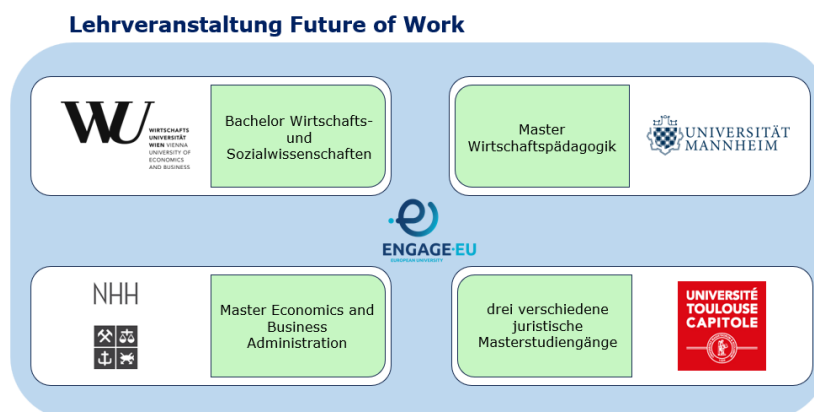 Lehrveranstaltung Future of Work
WU
WIRTSCHAFTS
UNIVERSITÄT
WIEN VIENNA
UNIVERSITY OF
ECONOMICS
AND BUSINESS
Bachelor Wirtschafts-
und
Sozialwissenschaften
Master
Wirtschaftspädagogik
UNIVERSITÄT
MANNHEIM
ENGAGE·EU
EUROPEAN UNIVERSITY
NHH
Master Economics and
Business
Administration
drei verschiedene
juristische
Masterstudiengänge
UNIVERSITÉ
TOULOUSE
CAPITOLE